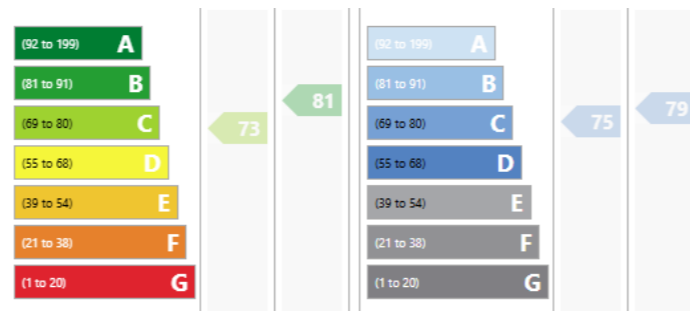 (92 to 199) A
(81 to 91) B
(69 to 80) C
(55 to 68) D
(39 to 54) E
(21 to 38) F
(1 to 20) G
73
81
(92 to 199) A
(81 to 91) B
(69 to 80) C
(55 to 68) D
(39 to 54) E
(21 to 38) F
(1 to 20) G
75
79